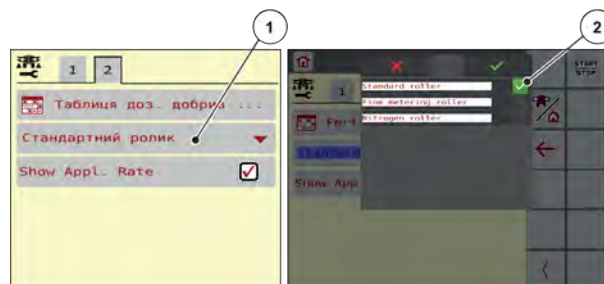 1
2
1 2
Таблиця доз. добрив ...
Стандартний ролик
Show Appl. Rate
START
STOP
Standard roller
1
Fine metering roller
Fert
Nitrogen roller
Standard
Show App